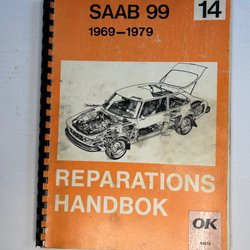 SAAB 99
14
1969–1979
REPARATIONS
HANDBOK
OK